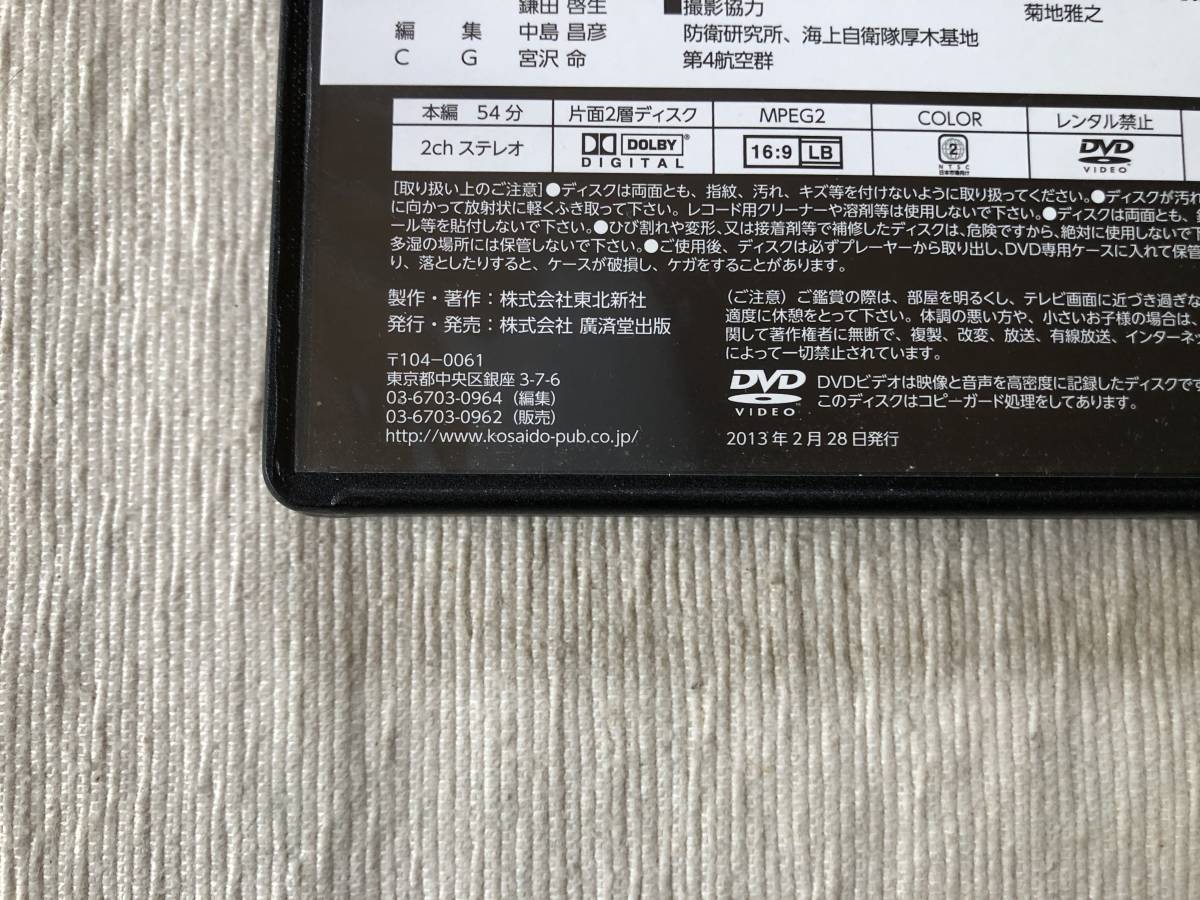 鎌田 啓生
■撮影協力
菊地雅之
編 集 中島 昌彦
防衛研究所、海上自衛隊厚木基地
C G 宮沢 命
第4航空群
本編 54分
片面2層ディスク
MPEG2
COLOR
レンタル禁止
2ch ステレオ
DOLBY DIGITAL
16:9 LB
2 NTSC 日本市場向け
DVD VIDEO
[取り扱い上のご注意]●ディスクは両面とも、指紋、汚れ、キズ等を付けないように取り扱ってください。●ディスクが汚れ
に向かって放射状に軽くふき取って下さい。レコード用クリーナーや溶剤等は使用しないで下さい。●ディスクは両面とも、
ール等を貼付しないで下さい。●ひび割れや変形、又は接着剤等で補修したディスクは、危険ですから、絶対に使用しないで下
多湿の場所には保管しないで下さい。●ご使用後、ディスクは必ずプレーヤーから取り出し、DVD専用ケースに入れて保管
り、落としたりすると、ケースが破損し、ケガをすることがあります。
製作・著作：株式会社東北新社
発行・発売：株式会社 廣済堂出版
〒104-0061
東京都中央区銀座 3-7-6
03-6703-0964（編集）
03-6703-0962（販売）
http://www.kosaido-pub.co.jp/
（ご注意）ご鑑賞の際は、部屋を明るくし、テレビ画面に近づき過ぎな
適度に休憩をとって下さい。体調の悪い方や、小さいお子様の場合は、
関して著作権者に無断で、複製、改変、放送、有線放送、インターネッ
によって一切禁止されています。
DVD VIDEO
DVDビデオは映像と音声を高密度に記録したディスクです
このディスクはコピーガード処理をしてあります。
2013 年 2 月 28 日発行